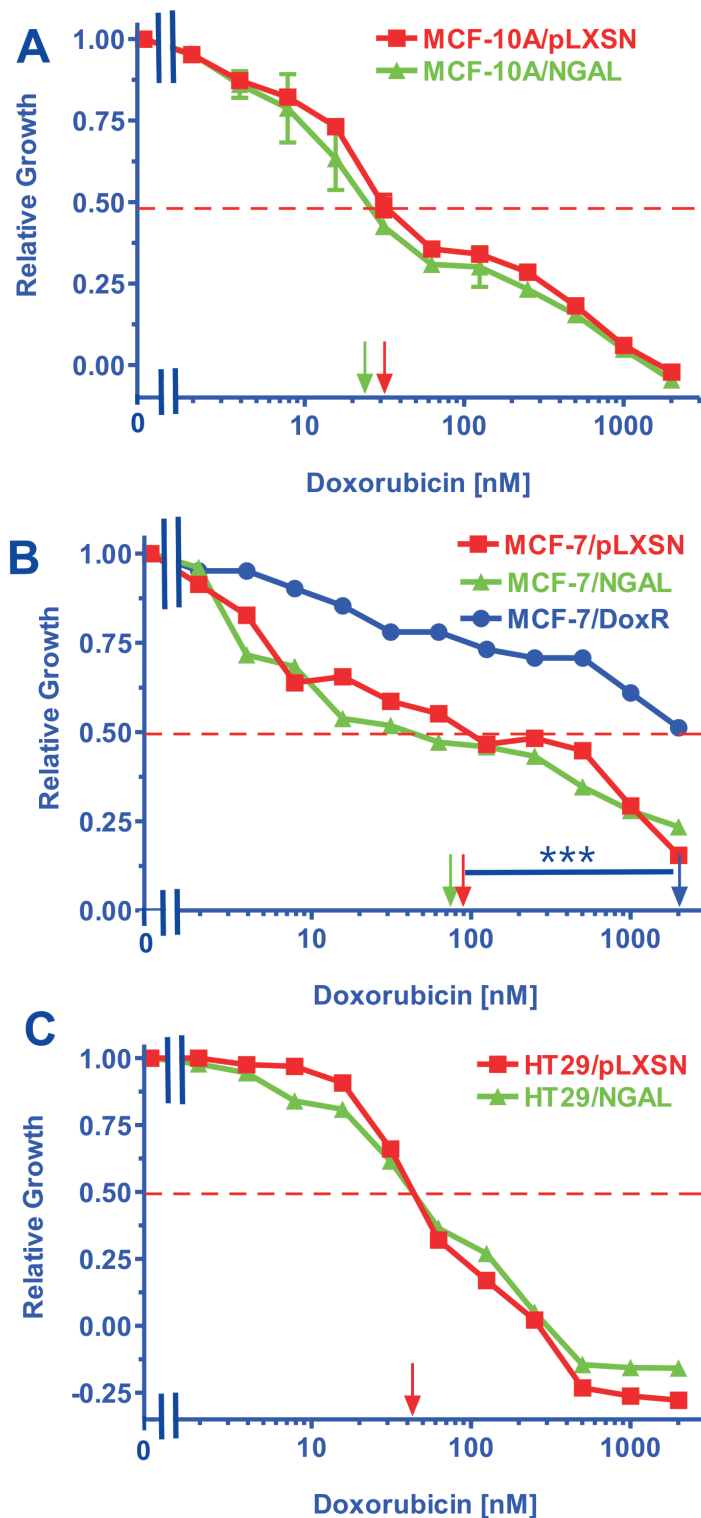 A
MCF-10A/pLXSN
MCF-10A/NGAL
1.00
0.75
0.50
0.25
0.00
Relative Growth
0 10 100 1000
Doxorubicin [nM]
B
MCF-7/pLXSN
MCF-7/NGAL
MCF-7/DoxR
1.00
0.75
0.50
0.25
0.00
Relative Growth
***
0 10 100 1000
Doxorubicin [nM]
C
HT29/pLXSN
HT29/NGAL
1.00
0.75
0.50
0.25
0.00
-0.25
Relative Growth
0 10 100 1000
Doxorubicin [nM]